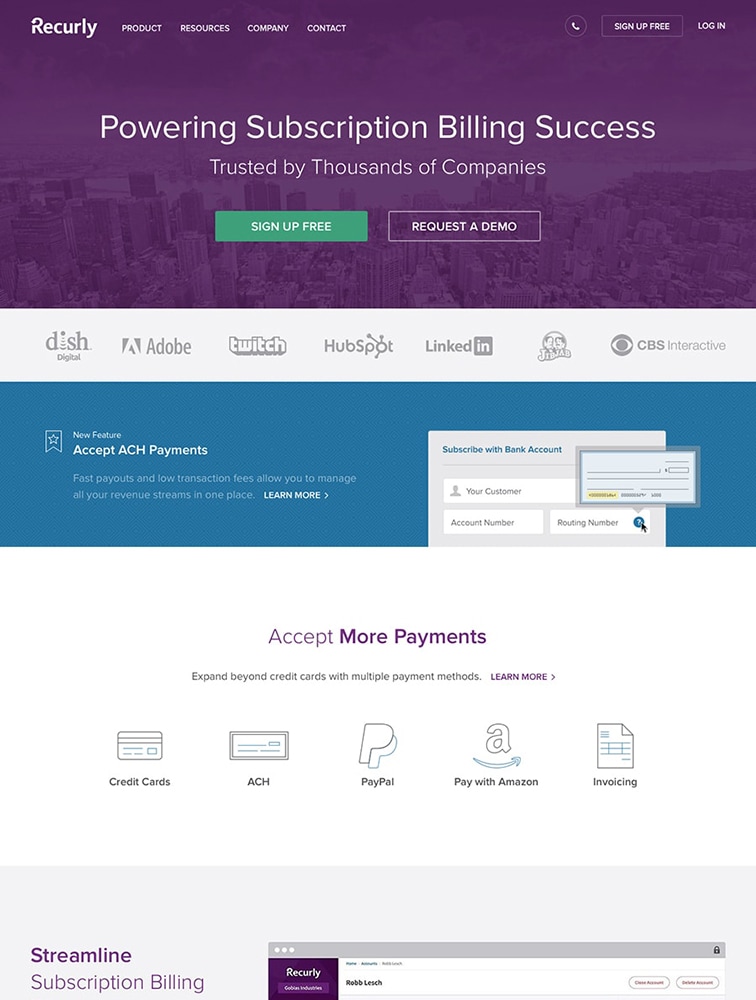 Recurly
PRODUCT
RESOURCES
COMPANY
CONTACT
SIGN UP FREE
LOG IN
Powering Subscription Billing Success
Trusted by Thousands of Companies
SIGN UP FREE
REQUEST A DEMO
dish
Digital
Adobe
twitch
HubSpot
Linked in
JibJab
CBS Interactive
New Feature
Accept ACH Payments
Fast payouts and low transaction fees allow you to manage
all your revenue streams in one place. LEARN MORE >
Subscribe with Bank Account
$
Your Customer
Account Number
Routing Number
?
Accept More Payments
Expand beyond credit cards with multiple payment methods. LEARN MORE >
Credit Cards
ACH
PayPal
Pay with Amazon
Invoicing
Streamline
Subscription Billing
Recurly
Gobias Industries
Home › Accounts › Robb Lesch
Robb Lesch
Close Account
Delete Account